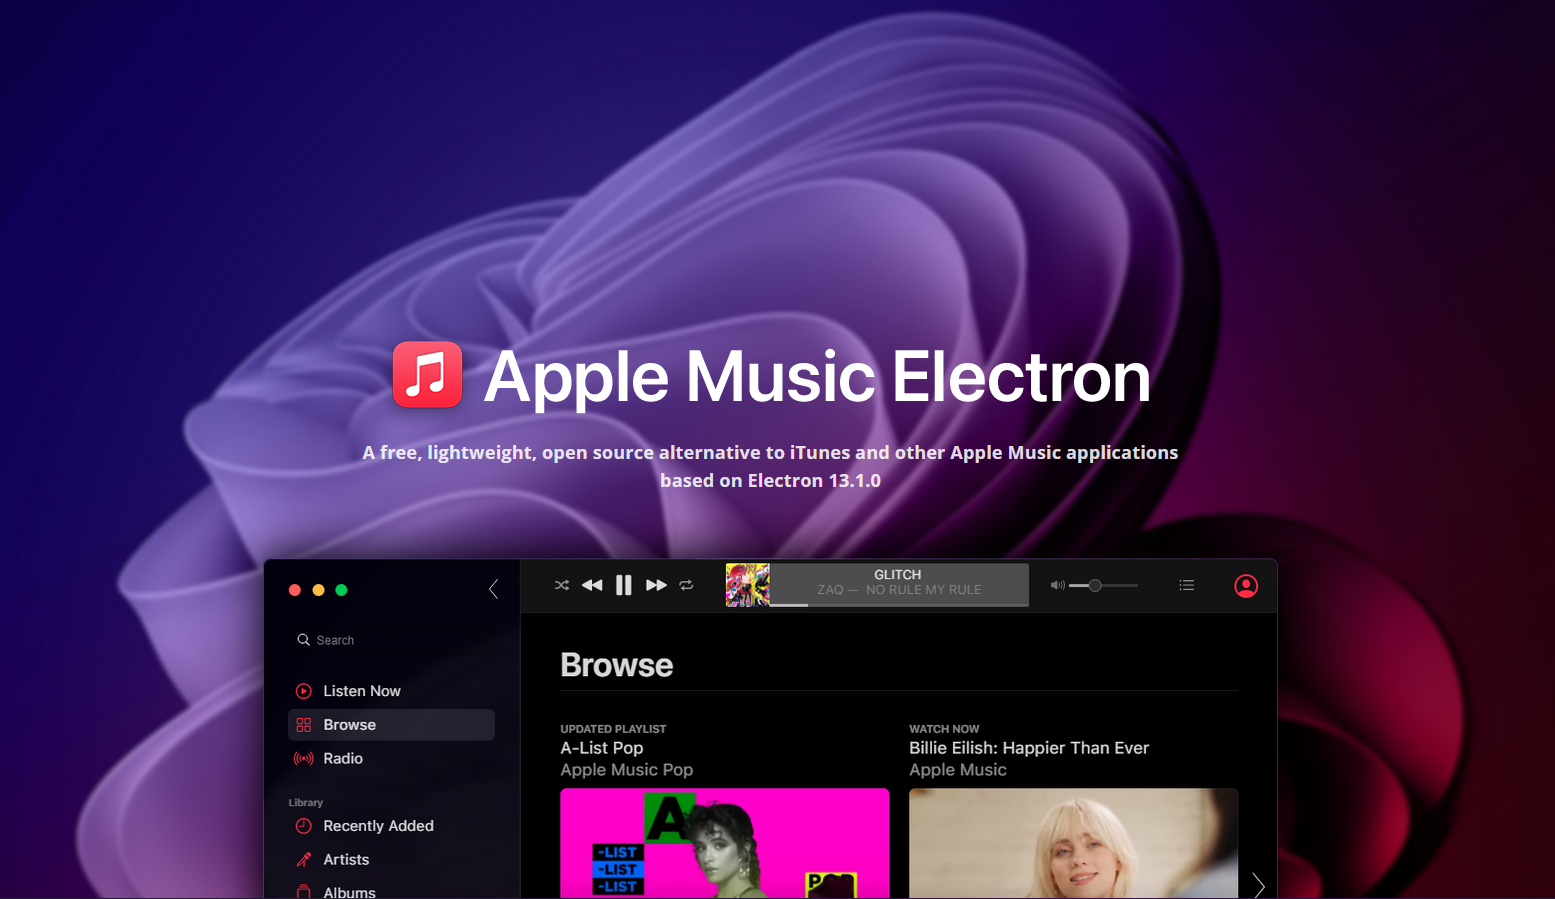 Apple Music Electron
A free, lightweight, open source alternative to iTunes and other Apple Music applications
based on Electron 13.1.0
GLITCH
ZAQ — NO RULE MY RULE
Search
Listen Now
Browse
Radio
Library
Recently Added
Artists
Albums
Browse
UPDATED PLAYLIST
A-List Pop
Apple Music Pop
WATCH NOW
Billie Eilish: Happier Than Ever
Apple Music
A
-LIST
-LIST
-LIST
POP